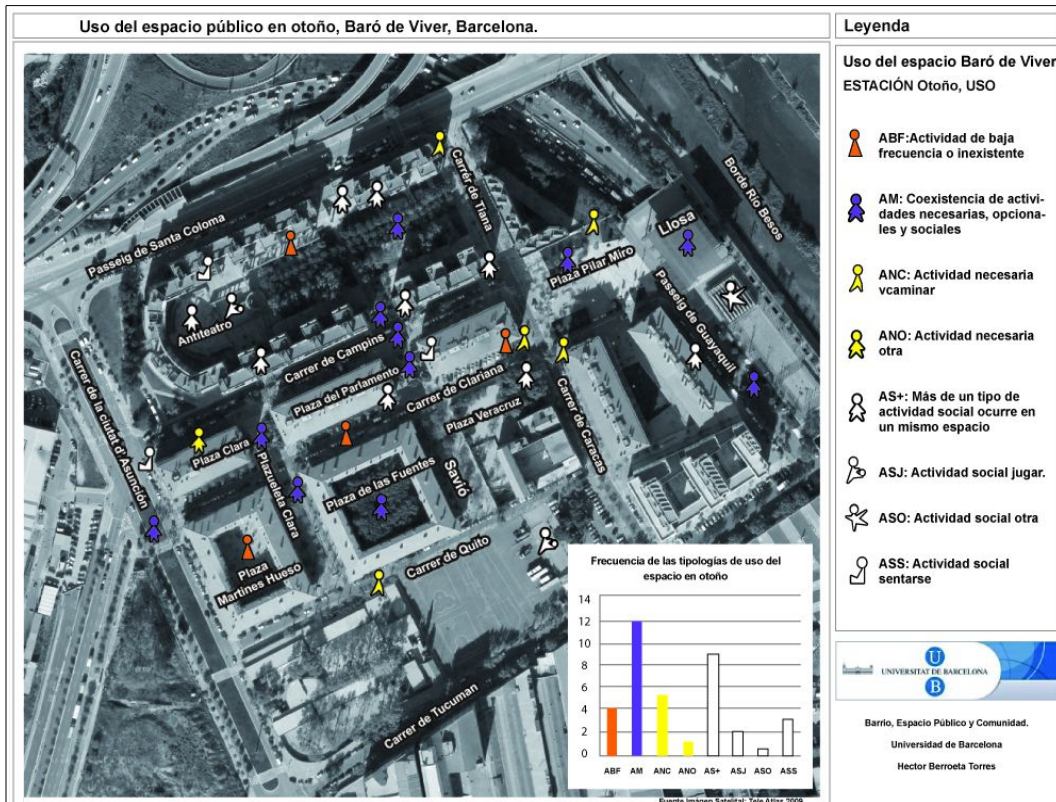 Uso del espacio público en otoño, Baró de Viver, Barcelona.
Passeig de Santa Coloma
Carrer de Tiana
Borde Río Besos
Llosa
Plaza Pilar Miro
Passeig de Guayaquil
Anfiteatro
Carrer de Campins
Plaza del Parlamento
Carrer de Clariana
Plaza Veracruz
Carrer de Caracas
Carrer de la ciutat d'Asunción
Plaza Clara
Plazueleta Clara
Plaza de las Fuentes
Savió
Plaza
Martines Hueso
Carrer de Quito
Carrer de Tucuman
Frecuencia de las tipologías de uso del
espacio en otoño
14
12
10
8
6
4
2
0
ABF AM ANC ANO AS+ ASJ ASO ASS
Fuente Imágen Satelital: Tele Atlas 2009
Leyenda
Uso del espacio Baró de Viver
ESTACIÓN Otoño, USO
ABF:Actividad de baja
frecuencia o inexistente
AM: Coexistencia de activi-
dades necesarias, opciona-
les y sociales
ANC: Actividad necesaria
vcaminar
ANO: Actividad necesaria
otra
AS+: Más de un tipo de
actividad social ocurre en
un mismo espacio
ASJ: Actividad social jugar.
ASO: Actividad social otra
ASS: Actividad social
sentarse
UNIVERSITAT DE BARCELONA
U
B
Barrio, Espacio Público y Comunidad.
Universidad de Barcelona
Hector Berroeta Torres